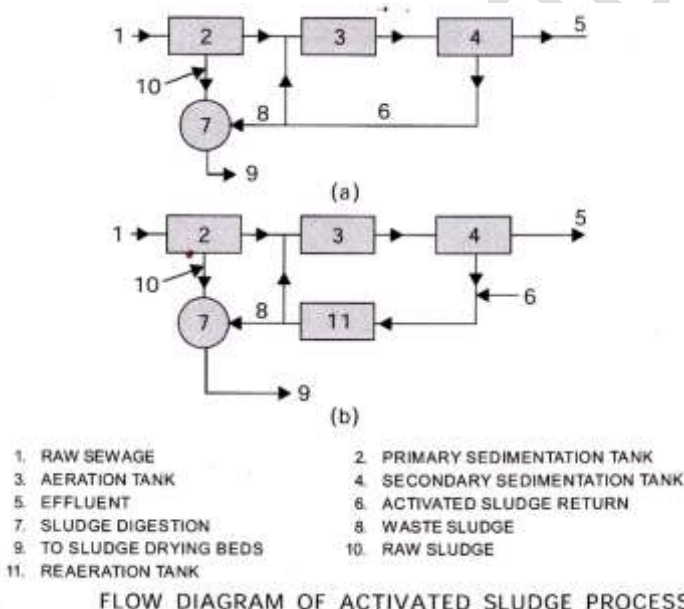 1 2 3 4 5
10
7 8 6
9
(a)
1 2 3 4 5
10 6
7 8 11
9
(b)
1. RAW SEWAGE 2. PRIMARY SEDIMENTATION TANK
3. AERATION TANK 4. SECONDARY SEDIMENTATION TANK
5. EFFLUENT 6. ACTIVATED SLUDGE RETURN
7. SLUDGE DIGESTION 8. WASTE SLUDGE
9. TO SLUDGE DRYING BEDS 10. RAW SLUDGE
11. REAERATION TANK
FLOW DIAGRAM OF ACTIVATED SLUDGE PROCESS